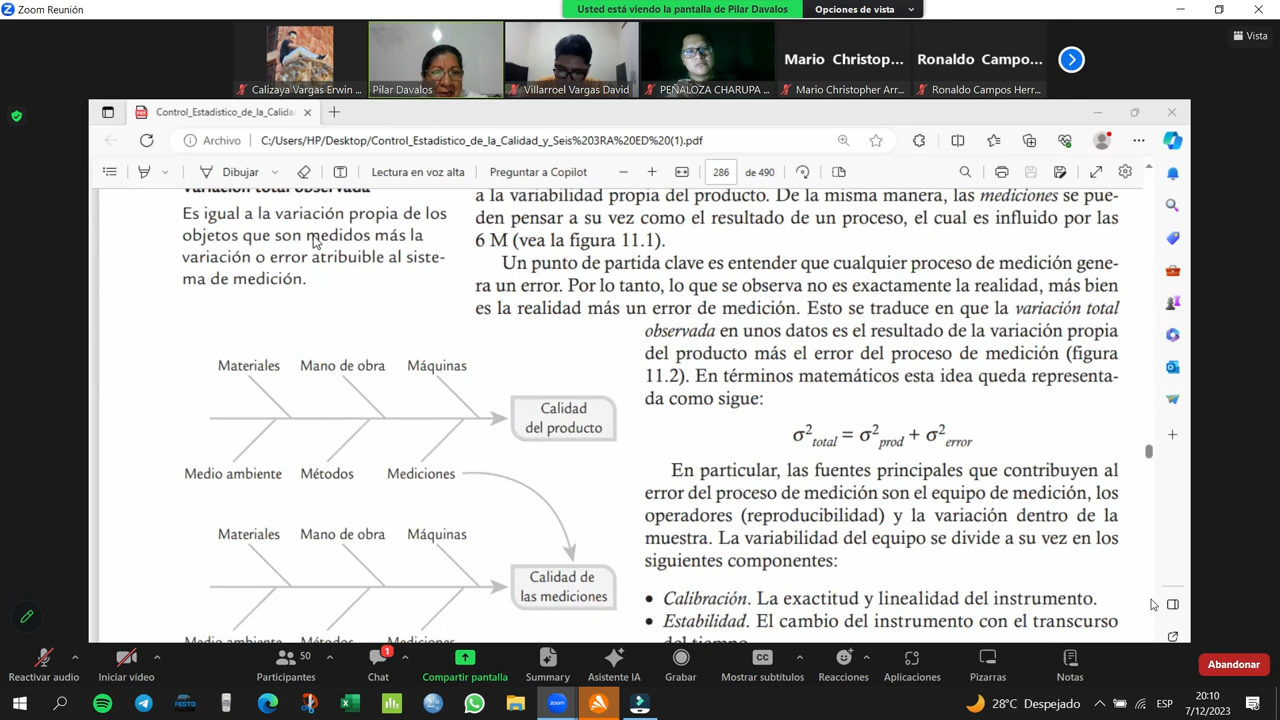 Zoom Reunión
Usted está viendo la pantalla de Pilar Davalos
Opciones de vista
Calizaya Vargas Erwin ...
Pilar Davalos
Villarroel Vargas David
PEÑALOZA CHARUPA ...
Mario Christop...
Mario Christopher Arr...
Ronaldo Campo...
Ronaldo Campos Herr...
Vista
Control_Estadistico_de_la_Calida
Archivo
C:/Users/HP/Desktop/Control_Estadistico_de_la_Calidad_y_Seis%203RA%20ED%20(1).pdf
Dibujar
Lectura en voz alta
Preguntar a Copilot
286
de 490
Variación total observada
Es igual a la variación propia de los
objetos que son medidos más la
variación o error atribuible al siste-
ma de medición.
a la variabilidad propia del producto. De la misma manera, las mediciones se pue-
den pensar a su vez como el resultado de un proceso, el cual es influido por las
6 M (vea la figura 11.1).
Un punto de partida clave es entender que cualquier proceso de medición gene-
ra un error. Por lo tanto, lo que se observa no es exactamente la realidad, más bien
es la realidad más un error de medición. Esto se traduce en que la variación total
observada en unos datos es el resultado de la variación propia
del producto más el error del proceso de medición (figura
11.2). En términos matemáticos esta idea queda representa-
da como sigue:
σ²total = σ²prod + σ²error
En particular, las fuentes principales que contribuyen al
error del proceso de medición son el equipo de medición, los
operadores (reproducibilidad) y la variación dentro de la
muestra. La variabilidad del equipo se divide a su vez en los
siguientes componentes:
• Calibración. La exactitud y linealidad del instrumento.
• Estabilidad. El cambio del instrumento con el transcurso
del tiempo.
Materiales
Mano de obra
Máquinas
Calidad
del producto
Medio ambiente
Métodos
Mediciones
Materiales
Mano de obra
Máquinas
Calidad de
las mediciones
Medio ambiente
Métodos
Mediciones
Reactivar audio
Iniciar video
50
Participantes
1
Chat
Compartir pantalla
Summary
Asistente IA
Grabar
CC
Mostrar subtítulos
Reacciones
Aplicaciones
Pizarras
Notas
Abandonar
FESTO
zoom
28°C Despejado
ESP
20:10
7/12/2023